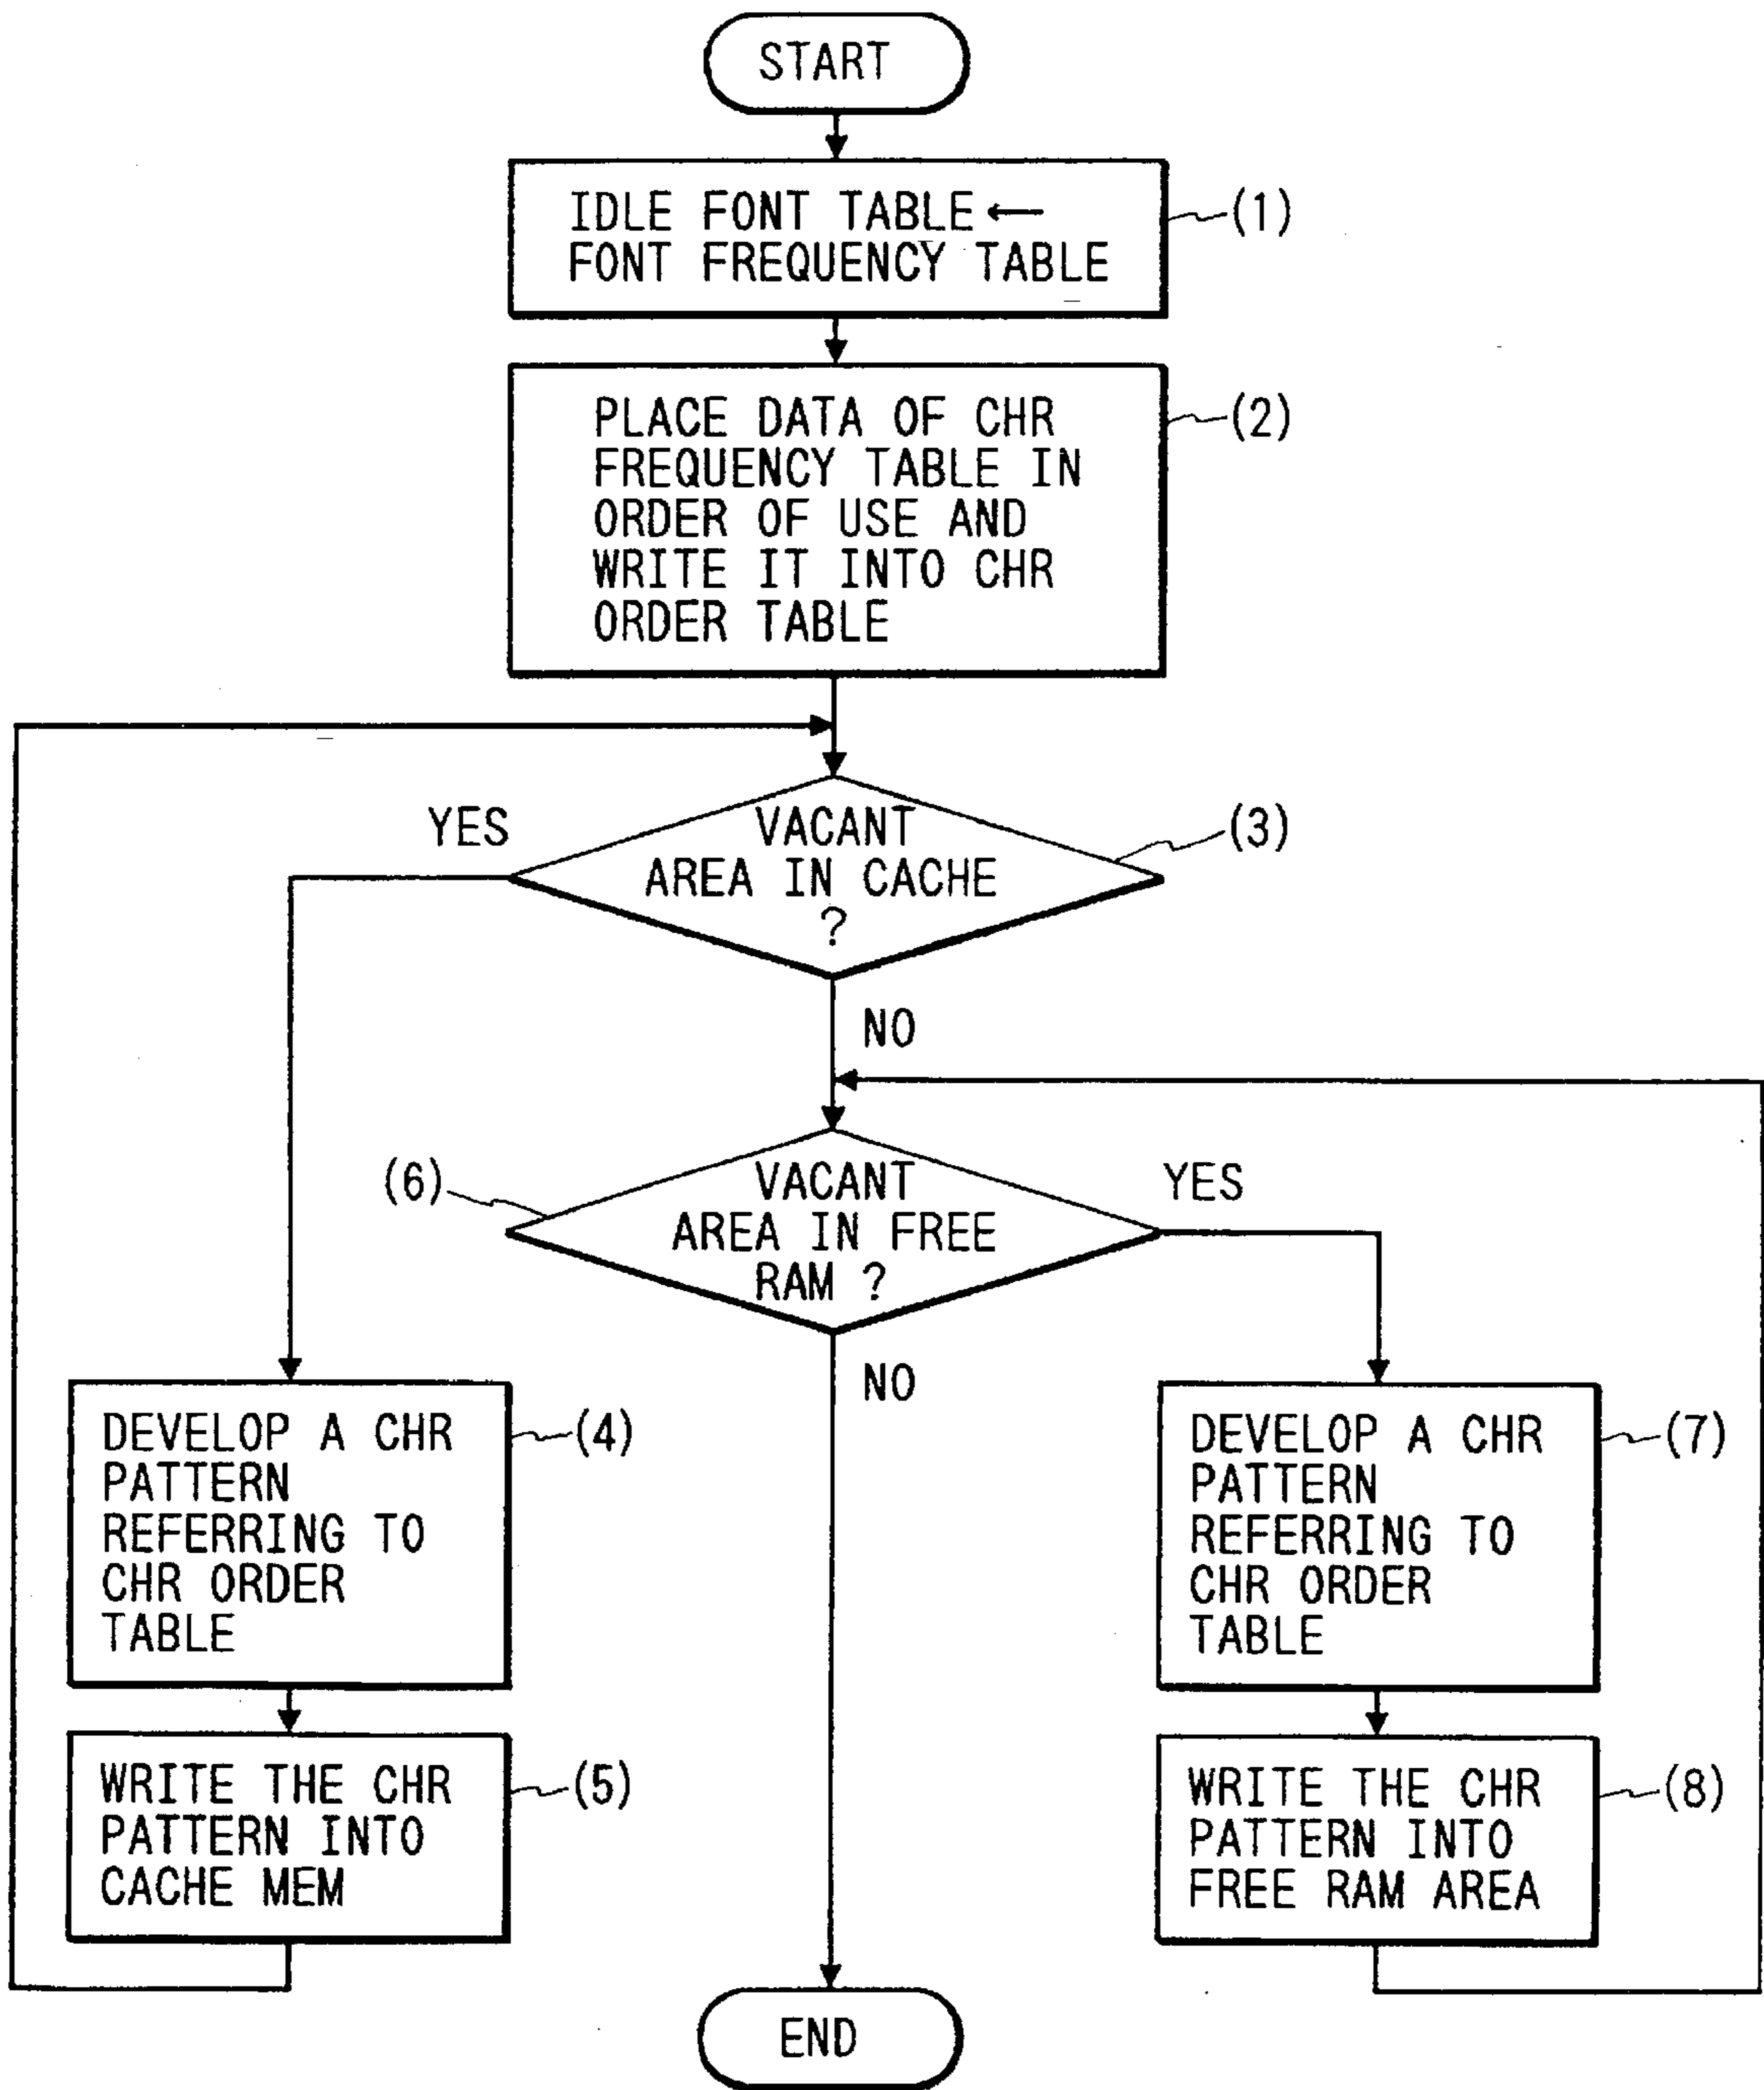 START
IDLE FONT TABLE ←
FONT FREQUENCY TABLE
(1)
PLACE DATA OF CHR
FREQUENCY TABLE IN
ORDER OF USE AND
WRITE IT INTO CHR
ORDER TABLE
(2)
YES
VACANT
AREA IN CACHE
?
(3)
NO
(6)
VACANT
AREA IN FREE
RAM ?
YES
NO
DEVELOP A CHR
PATTERN
REFERRING TO
CHR ORDER
TABLE
(4)
DEVELOP A CHR
PATTERN
REFERRING TO
CHR ORDER
TABLE
(7)
WRITE THE CHR
PATTERN INTO
CACHE MEM
(5)
WRITE THE CHR
PATTERN INTO
FREE RAM AREA
(8)
END